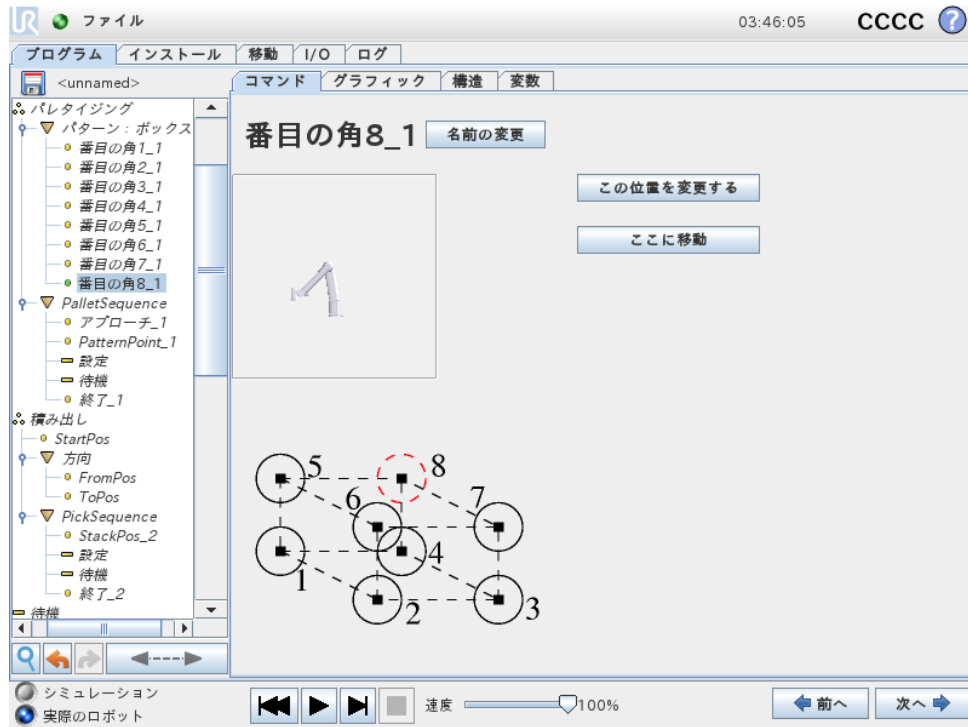 UR ファイル 03:46:05 CCCC ?
プログラム インストール 移動 I/O ログ
<unnamed>
コマンド グラフィック 構造 変数
パレタイジング
パターン：ボックス
番目の角1_1
番目の角2_1
番目の角3_1
番目の角4_1
番目の角5_1
番目の角6_1
番目の角7_1
番目の角8_1
PalletSequence
アプローチ_1
PatternPoint_1
設定
待機
終了_1
積み出し
StartPos
方向
FromPos
ToPos
PickSequence
StackPos_2
設定
待機
終了_2
待機
番目の角8_1 名前の変更
この位置を変更する
ここに移動
5 8
6 7
1 4
2 3
シミュレーション
実際のロボット
速度 100%
前へ 次へ